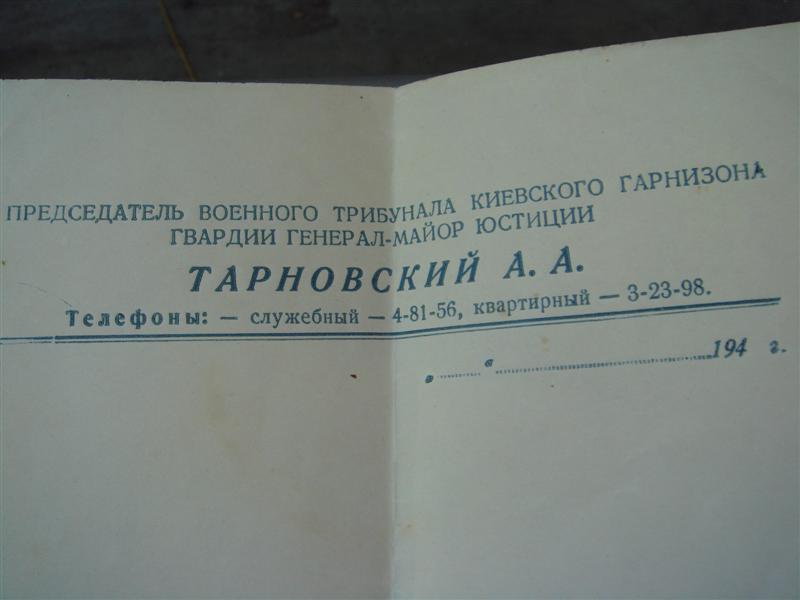 ПРЕДСЕДАТЕЛЬ ВОЕННОГО ТРИБУНАЛА КИЕВСКОГО ГАРНИЗОНА
ГВАРДИИ ГЕНЕРАЛ-МАЙОР ЮСТИЦИИ
ТАРНОВСКИЙ А. А.
Телефоны: — служебный — 4-81-56, квартирный — 3-23-98.
„........“..............................194 г.